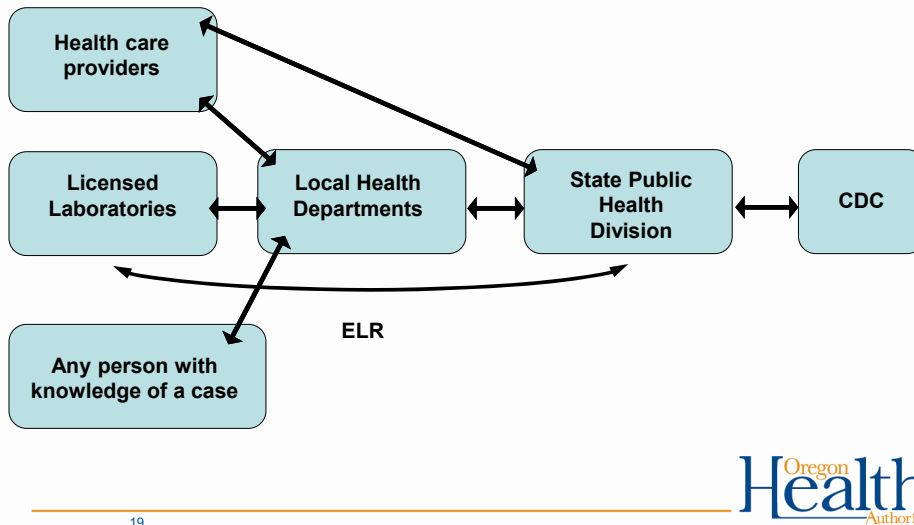 Health care
providers
Licensed
Laboratories
Local Health
Departments
State Public
Health
Division
CDC
ELR
Any person with
knowledge of a case
19
Oregon
Health
Authori